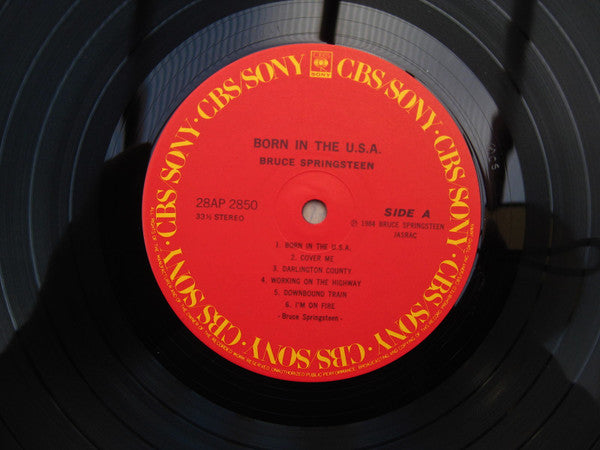 CBS/SONY · CBS/SONY · CBS/SONY · CBS/SONY · CBS/SONY · CBS/SONY ·
SONY
BORN IN THE U.S.A.
BRUCE SPRINGSTEEN
28AP 2850
33⅓ STEREO
SIDE A
Ⓟ 1984 BRUCE SPRINGSTEEN
JASRAC
1. BORN IN THE U.S.A.
2. COVER ME
3. DARLINGTON COUNTY
4. WORKING ON THE HIGHWAY
5. DOWNBOUND TRAIN
6. I'M ON FIRE
-Bruce Springsteen-